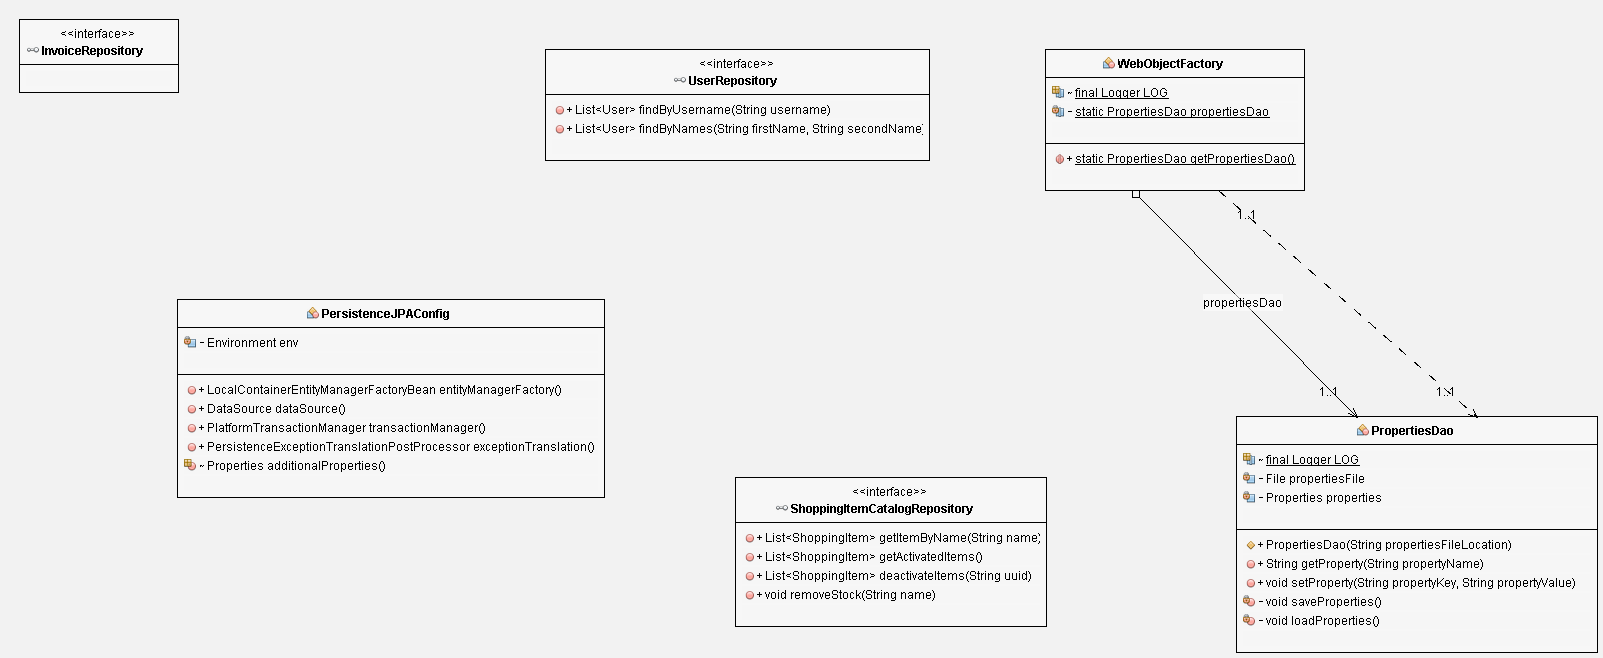 <<interface>>
InvoiceRepository
<<interface>>
UserRepository
+ List<User> findByUsername(String username)
+ List<User> findByNames(String firstName, String secondName)
WebObjectFactory
~ final Logger LOG
- static PropertiesDao propertiesDao
+ static PropertiesDao getPropertiesDao()
1..1
propertiesDao
1..1
1..1
PersistenceJPAConfig
- Environment env
+ LocalContainerEntityManagerFactoryBean entityManagerFactory()
+ DataSource dataSource()
+ PlatformTransactionManager transactionManager()
+ PersistenceExceptionTranslationPostProcessor exceptionTranslation()
~ Properties additionalProperties()
<<interface>>
ShoppingItemCatalogRepository
+ List<ShoppingItem> getItemByName(String name)
+ List<ShoppingItem> getActivatedItems()
+ List<ShoppingItem> deactivateItems(String uuid)
+ void removeStock(String name)
PropertiesDao
~ final Logger LOG
- File propertiesFile
- Properties properties
+ PropertiesDao(String propertiesFileLocation)
+ String getProperty(String propertyName)
+ void setProperty(String propertyKey, String propertyValue)
- void saveProperties()
- void loadProperties()